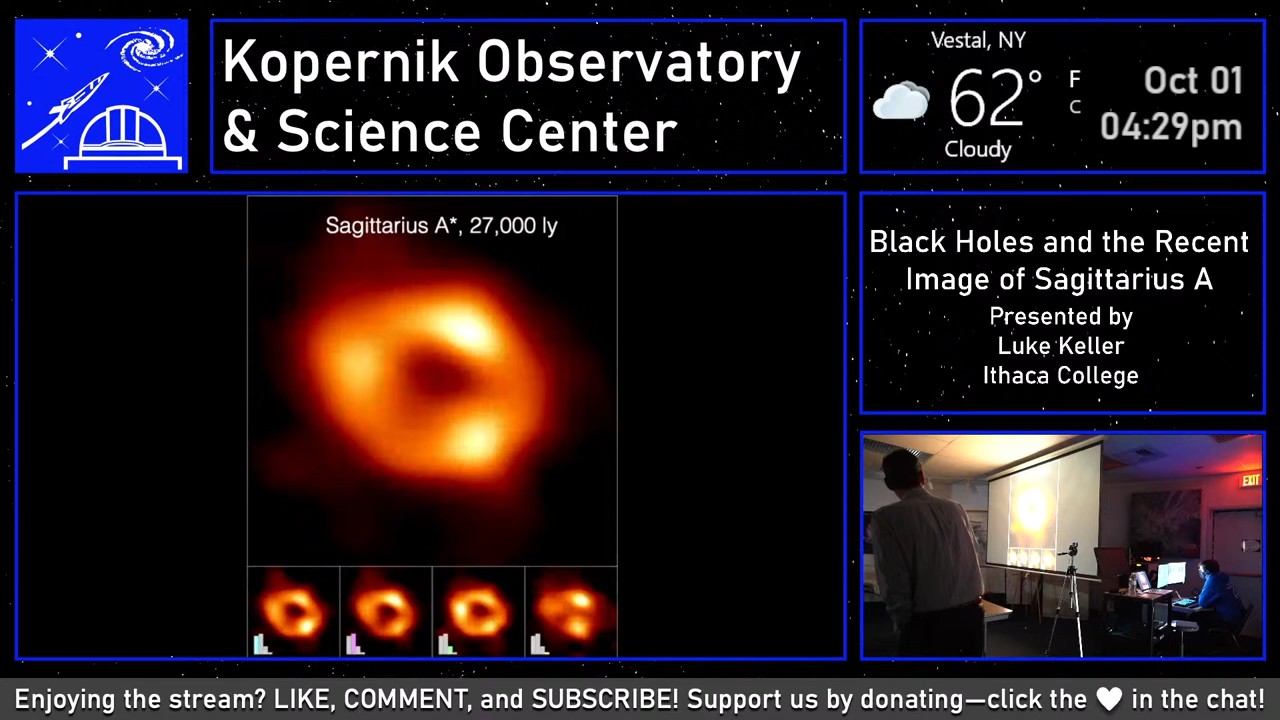 Kopernik Observatory
& Science Center
Vestal, NY
62° F
C
Cloudy
Oct 01
04:29pm
Sagittarius A*, 27,000 ly
Black Holes and the Recent
Image of Sagittarius A
Presented by
Luke Keller
Ithaca College
EXIT
Enjoying the stream? LIKE, COMMENT, and SUBSCRIBE! Support us by donating—click the ♥ in the chat!